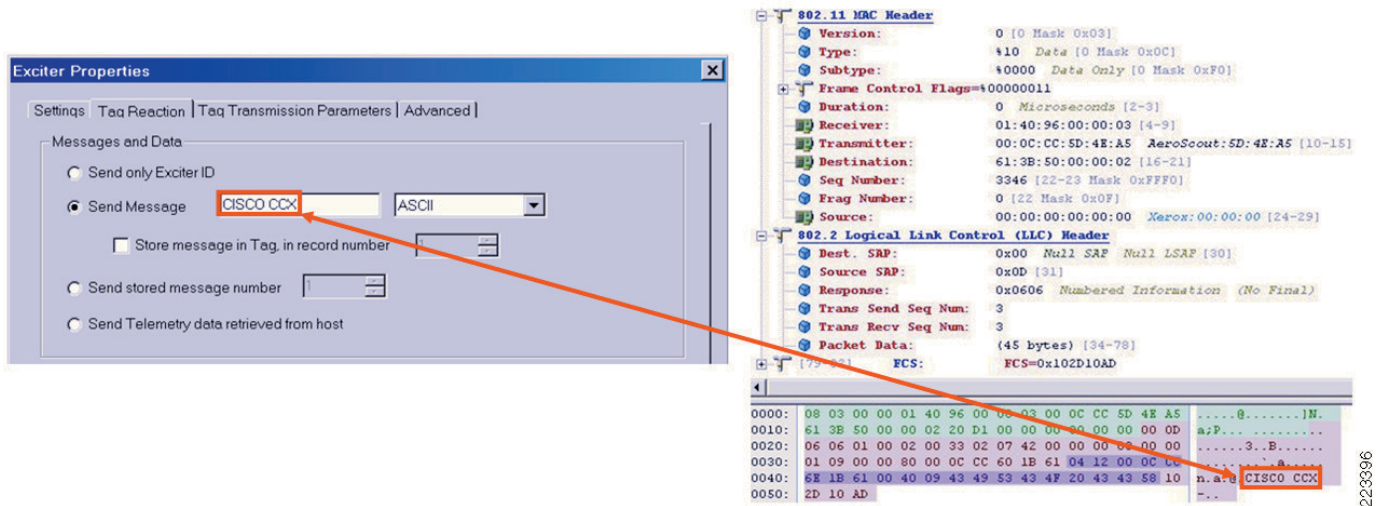 Exciter Properties
Settings Tag Reaction Tag Transmission Parameters Advanced
Messages and Data
Send only Exciter ID
Send Message CISCO CCX ASCII
Store message in Tag, in record number 1
Send stored message number 1
Send Telemetry data retrieved from host
802.11 MAC Header
Version: 0 [0 Mask 0x03]
Type: %10 Data [0 Mask 0x0C]
Subtype: %0000 Data Only [0 Mask 0xF0]
Frame Control Flags=%00000011
Duration: 0 Microseconds [2-3]
Receiver: 01:40:96:00:00:03 [4-9]
Transmitter: 00:0C:CC:5D:4E:A5 AeroScout:5D:4E:A5 [10-15]
Destination: 61:3B:50:00:00:02 [16-21]
Seq Number: 3346 [22-23 Mask 0xFFF0]
Frag Number: 0 [22 Mask 0x0F]
Source: 00:00:00:00:00:00 Xerox:00:00:00 [24-29]
802.2 Logical Link Control (LLC) Header
Dest. SAP: 0x00 Null SAP Null LSAP [30]
Source SAP: 0x0D [31]
Response: 0x0606 Numbered Information (No Final)
Trans Send Seq Num: 3
Trans Recv Seq Num: 3
Packet Data: (45 bytes) [34-78]
FCS: FCS=0x102D10AD
0000: 08 03 00 00 01 40 96 00 00 03 00 0C CC 5D 4E A5 .....@.......]N.
0010: 61 3B 50 00 00 02 20 D1 00 00 00 00 00 00 00 0D a;P... .........
0020: 06 06 01 00 02 00 33 02 07 42 00 00 00 00 00 00 ......3..B......
0030: 01 09 00 00 80 00 0C CC 60 1B 61 04 12 00 0C CC ........`.a.....
0040: 6E 1B 61 00 40 09 43 49 53 43 4F 20 43 43 58 10 n.a.@.CISCO CCX
0050: 2D 10 AD -..
223396